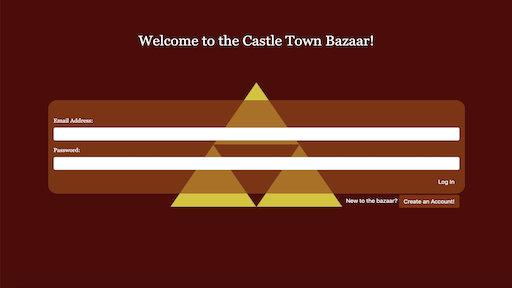 Welcome to the Castle Town Bazaar!
Email Address:
Password:
Log In
New to the bazaar? Create an Account!